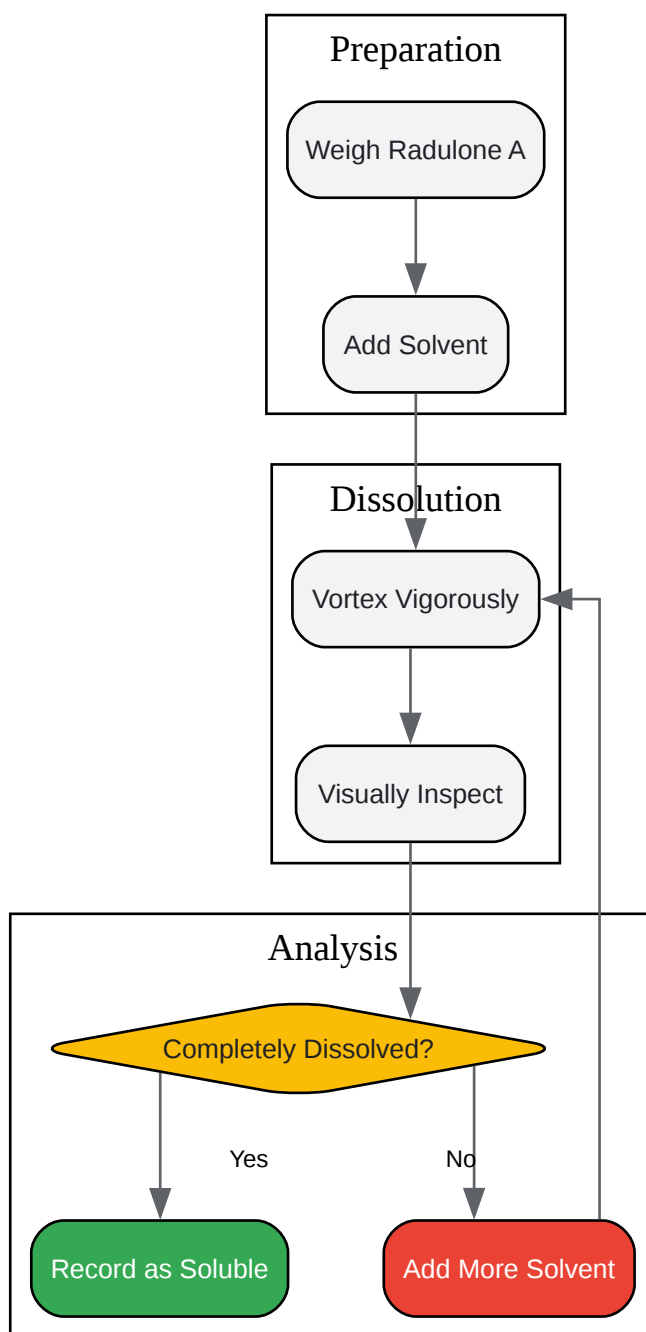 Preparation
Weigh Radulone A
Add Solvent
Dissolution
Vortex Vigorously
Visually Inspect
Analysis
Completely Dissolved?
Yes
No
Record as Soluble
Add More Solvent